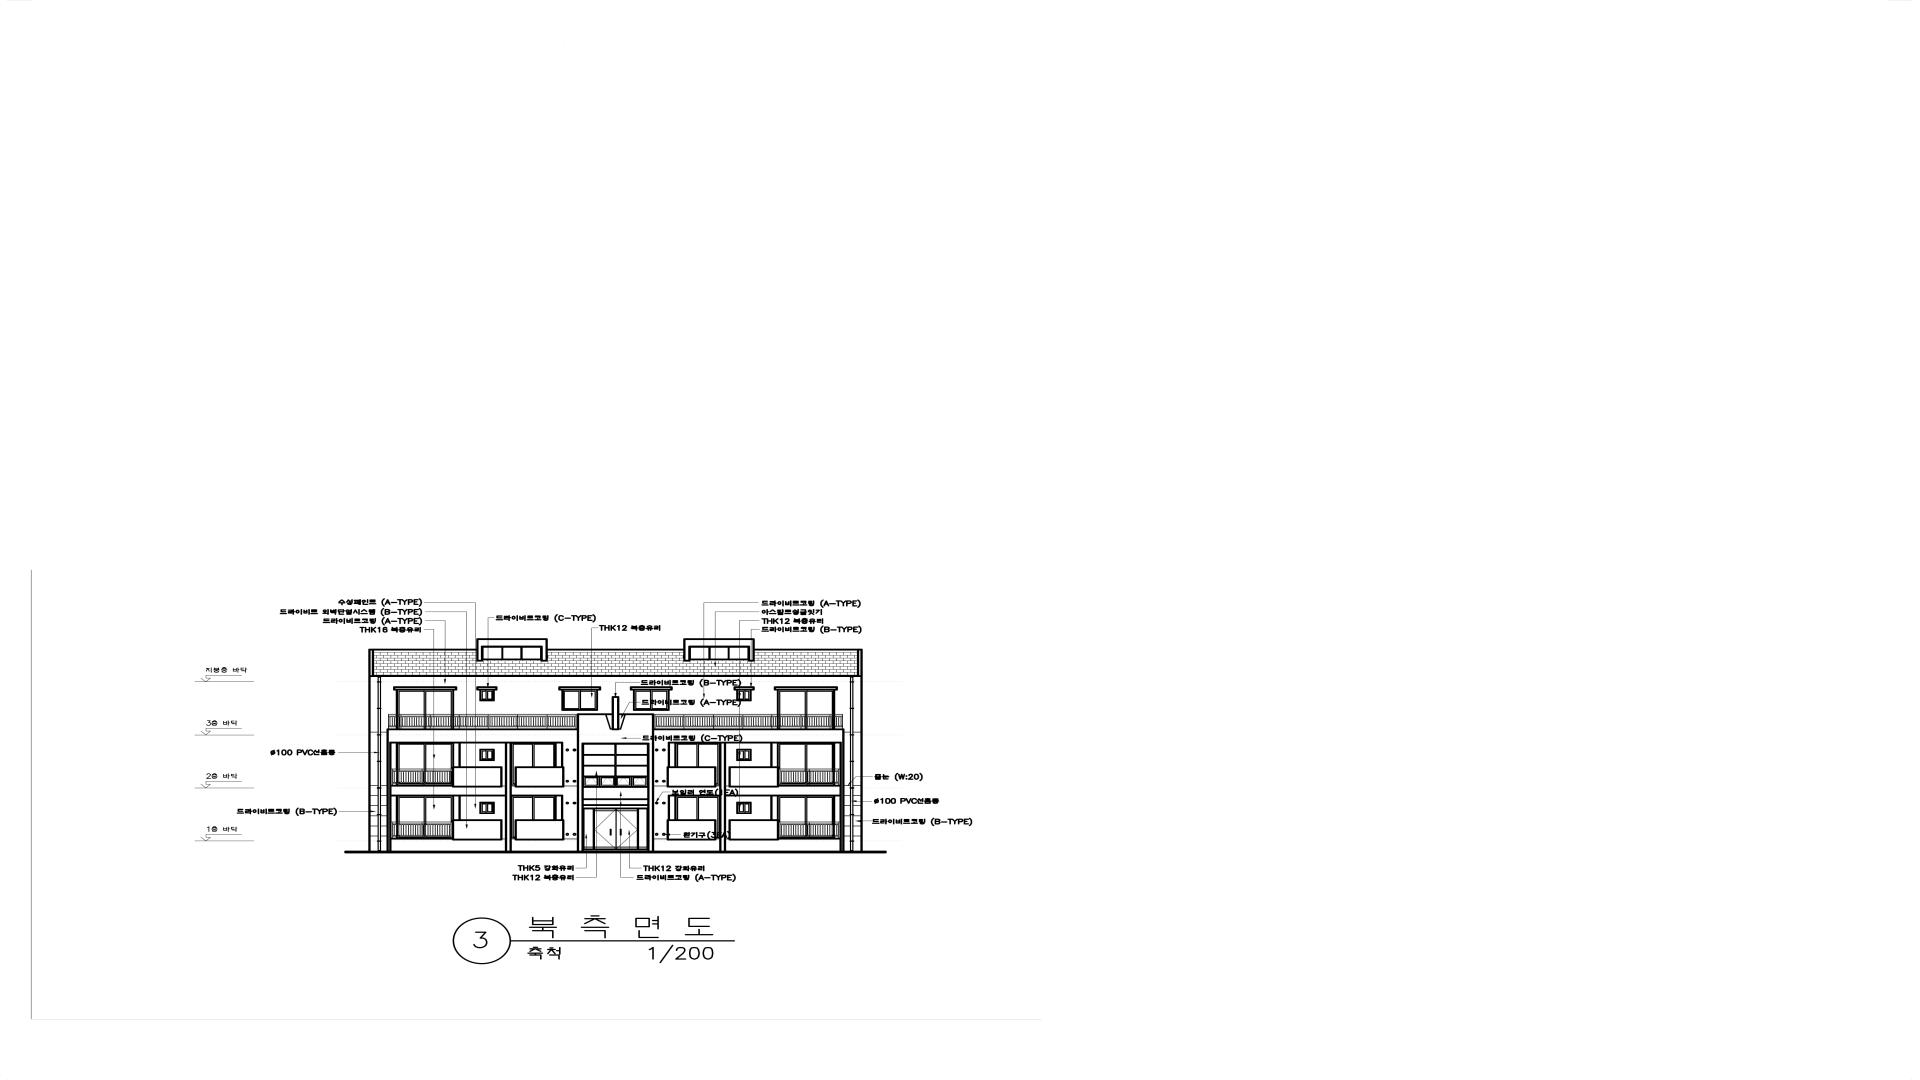 수성페인트 (A-TYPE)
드라이비트 외벽단열시스템 (B-TYPE)
드라이비트코팅 (A-TYPE)
THK16 복층유리
드라이비트코팅 (C-TYPE)
THK12 복층유리
드라이비트코팅 (A-TYPE)
아스팔트슁글잇기
THK12 복층유리
드라이비트코팅 (B-TYPE)
지붕층 바닥
드라이비트코팅 (B-TYPE)
드라이비트코팅 (A-TYPE)
3층 바닥
드라이비트코팅 (C-TYPE)
ø100 PVC선홈통
2층 바닥
줄눈 (W:20)
보일러 연도(1EA)
ø100 PVC선홈통
드라이비트코팅 (B-TYPE)
드라이비트코팅 (B-TYPE)
1층 바닥
환기구(3EA)
THK5 강화유리
THK12 강화유리
THK12 복층유리
드라이비트코팅 (A-TYPE)
3
북측면도
축척 1/200